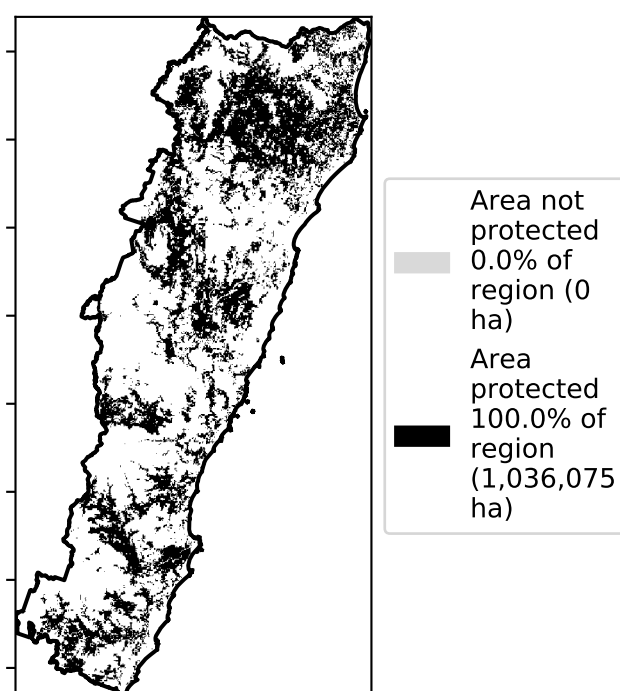 Area not
protected
0.0% of
region (0
ha)
Area
protected
100.0% of
region
(1,036,075
ha)